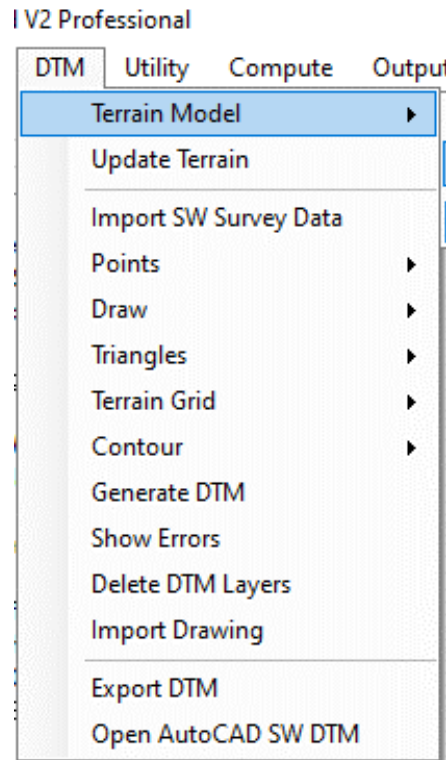 V2 Professional
DTM Utility Compute Output
Terrain Model
Update Terrain
Import SW Survey Data
Points
Draw
Triangles
Terrain Grid
Contour
Generate DTM
Show Errors
Delete DTM Layers
Import Drawing
Export DTM
Open AutoCAD SW DTM